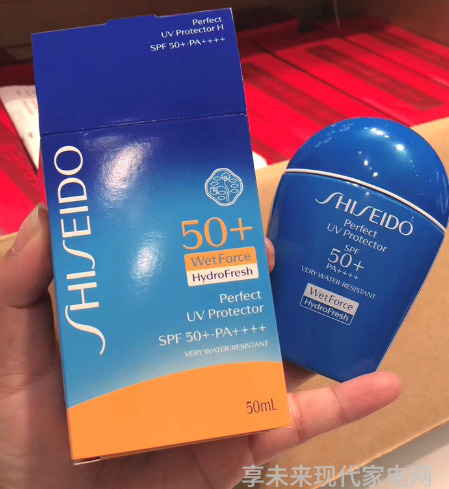 Perfect
UV Protector H
SPF 50+·PA++++
SHISEIDO
50+
WetForce
HydroFresh
Perfect
UV Protector
SPF 50+·PA++++
VERY WATER-RESISTANT
50mL
SHISEIDO
Perfect
UV Protector
SPF
50+
PA++++
VERY WATER-RESISTANT
WetForce
HydroFresh
享未来现代家电网